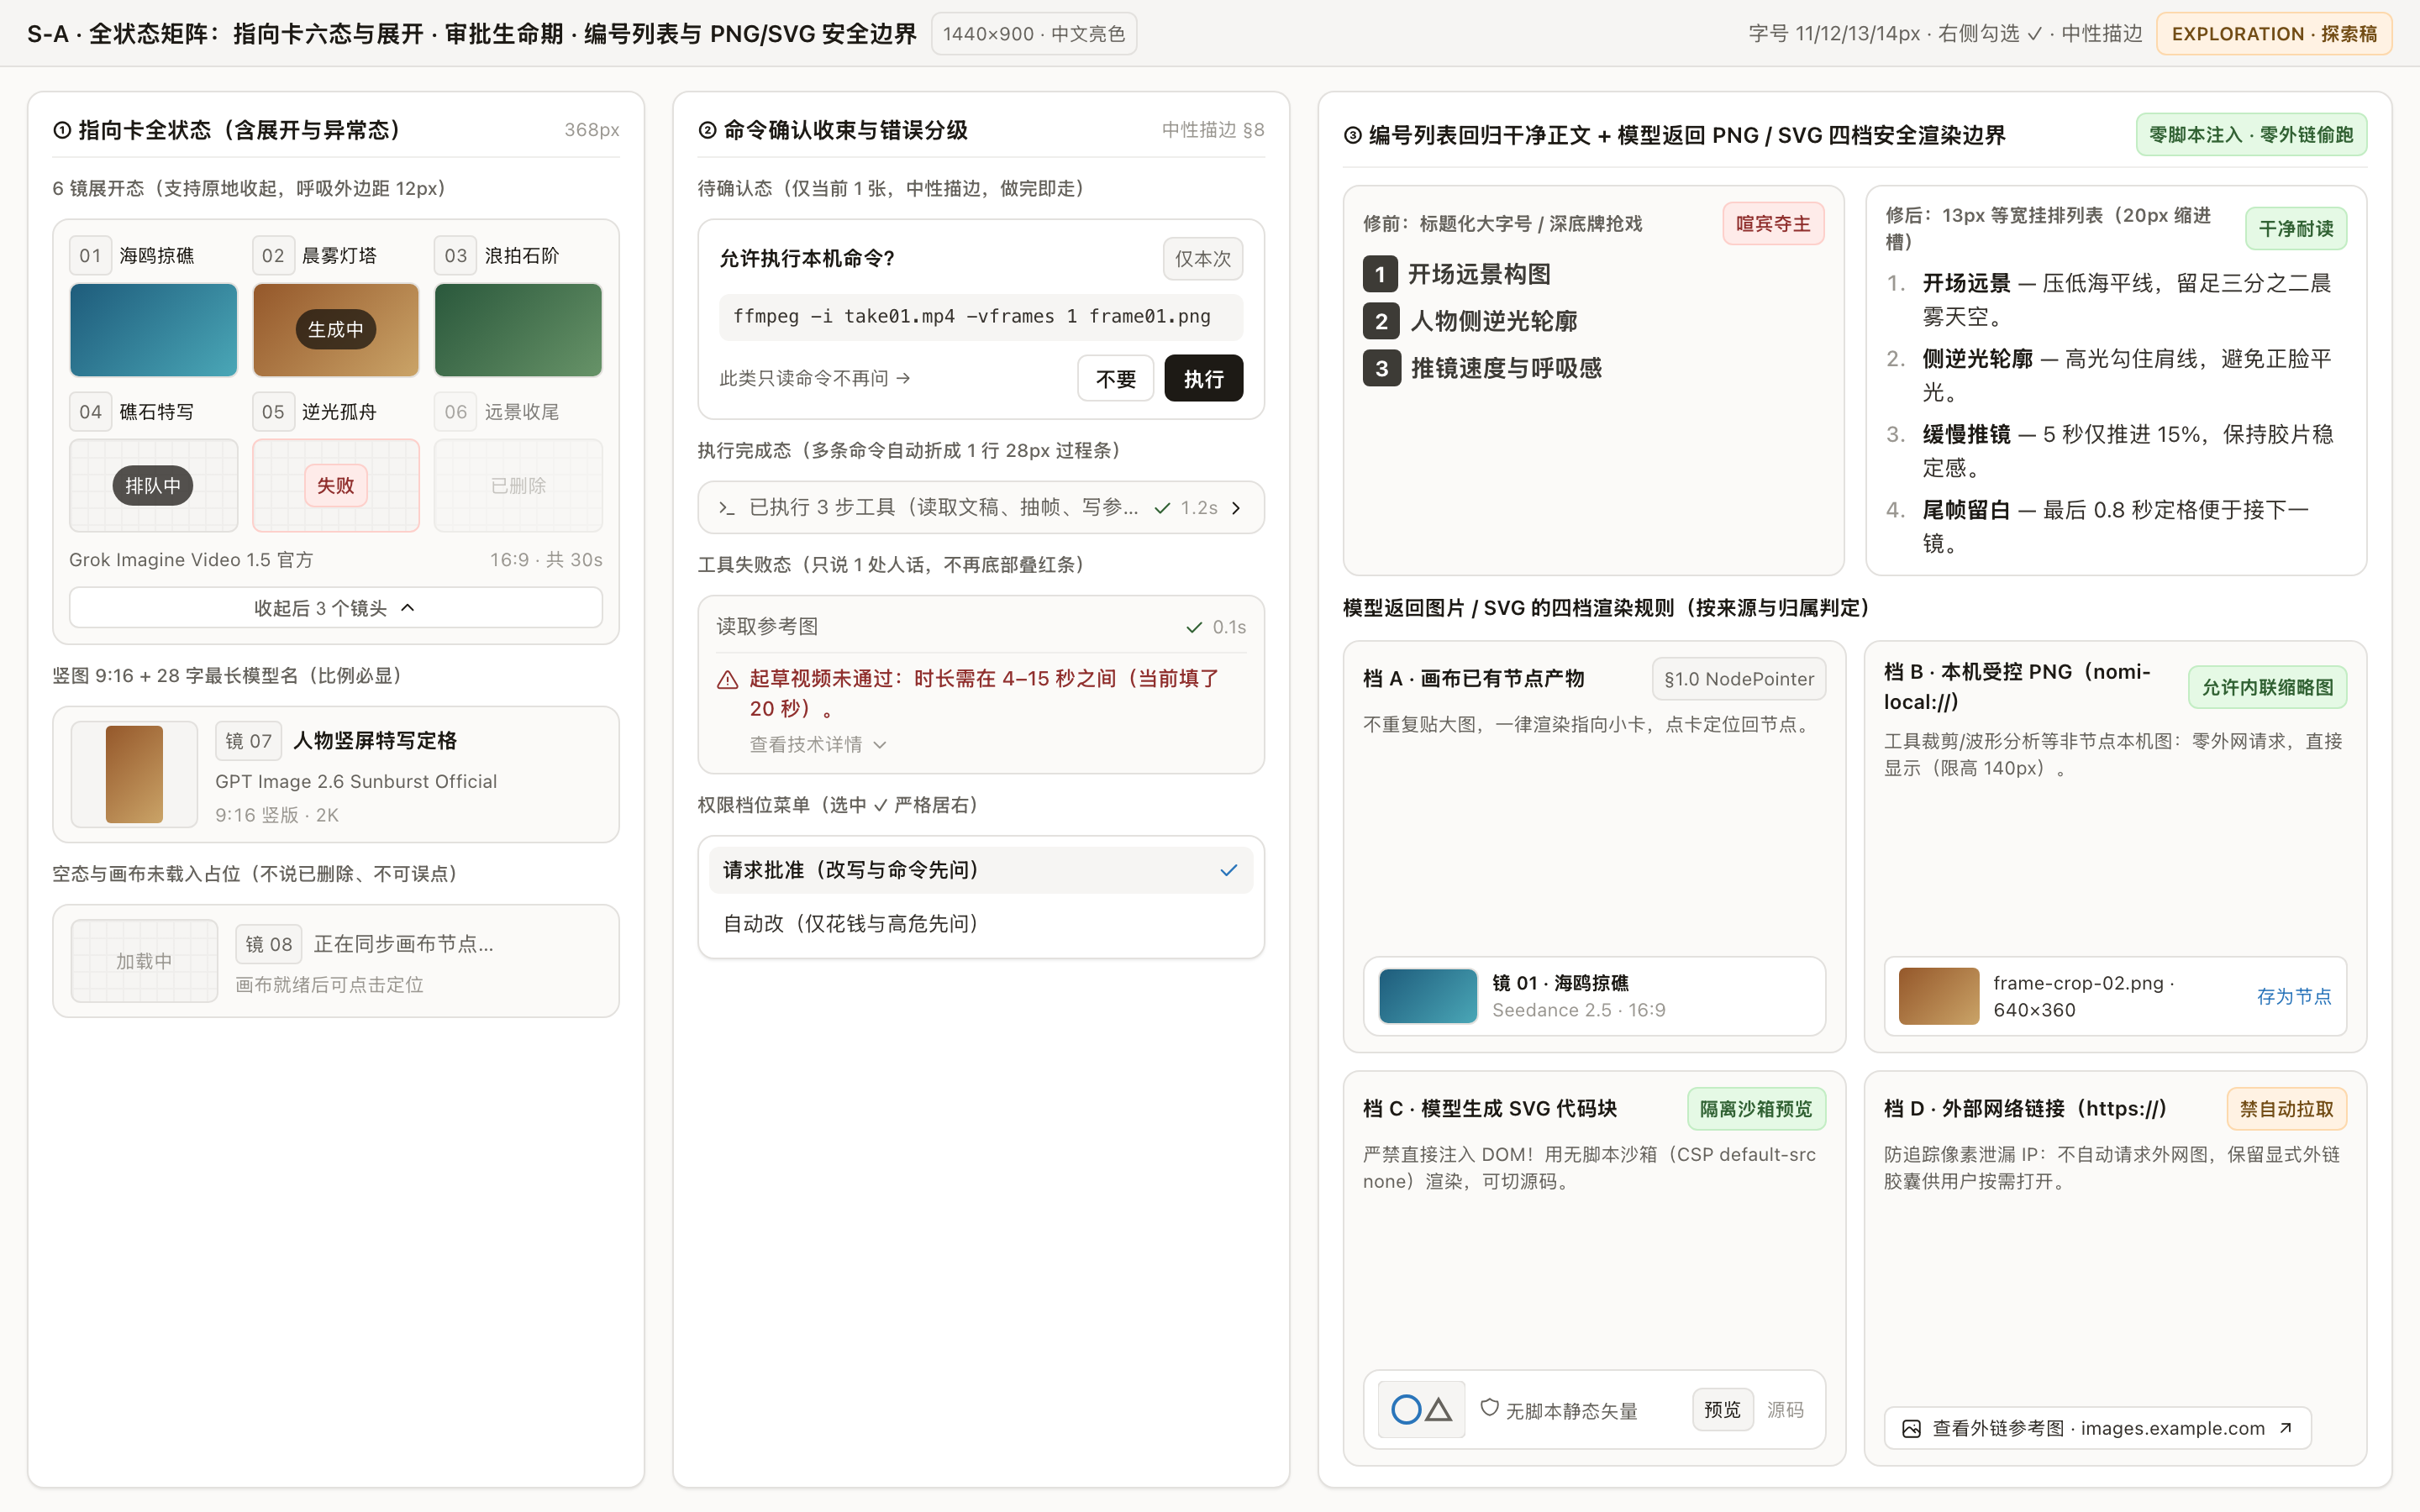 S-A · 全状态矩阵：指向卡六态与展开 · 审批生命期 · 编号列表与 PNG/SVG 安全边界
1440×900 · 中文亮色
字号 11/12/13/14px · 右侧勾选 ✓ · 中性描边
EXPLORATION · 探索稿
① 指向卡全状态（含展开与异常态）
368px
6 镜展开态（支持原地收起，呼吸外边距 12px）
01 海鸥掠礁
02 晨雾灯塔
03 浪拍石阶
生成中
04 礁石特写
05 逆光孤舟
06 远景收尾
排队中
失败
已删除
Grok Imagine Video 1.5 官方
16:9 · 共 30s
收起后 3 个镜头
竖图 9:16 + 28 字最长模型名（比例必显）
镜 07 人物竖屏特写定格
GPT Image 2.6 Sunburst Official
9:16 竖版 · 2K
空态与画布未载入占位（不说已删除、不可误点）
加载中
镜 08 正在同步画布节点...
画布就绪后可点击定位
② 命令确认收束与错误分级
中性描边 §8
待确认态（仅当前 1 张，中性描边，做完即走）
允许执行本机命令？
仅本次
ffmpeg -i take01.mp4 -vframes 1 frame01.png
此类只读命令不再问 →
不要
执行
执行完成态（多条命令自动折成 1 行 28px 过程条）
已执行 3 步工具（读取文稿、抽帧、写参... ✓ 1.2s
工具失败态（只说 1 处人话，不再底部叠红条）
读取参考图
✓ 0.1s
起草视频未通过：时长需在 4–15 秒之间（当前填了
20 秒）。
查看技术详情
权限档位菜单（选中 ✓ 严格居右）
请求批准（改写与命令先问）
自动改（仅花钱与高危先问）
③ 编号列表回归干净正文 + 模型返回 PNG / SVG 四档安全渲染边界
零脚本注入 · 零外链偷跑
修前：标题化大字号 / 深底牌抢戏
喧宾夺主
1 开场远景构图
2 人物侧逆光轮廓
3 推镜速度与呼吸感
修后：13px 等宽挂排列表（20px 缩进
槽）
干净耐读
1. 开场远景 — 压低海平线，留足三分之二晨
雾天空。
2. 侧逆光轮廓 — 高光勾住肩线，避免正脸平
光。
3. 缓慢推镜 — 5 秒仅推进 15%，保持胶片稳
定感。
4. 尾帧留白 — 最后 0.8 秒定格便于接下一
镜。
模型返回图片 / SVG 的四档渲染规则（按来源与归属判定）
档 A · 画布已有节点产物
§1.0 NodePointer
不重复贴大图，一律渲染指向小卡，点卡定位回节点。
镜 01 · 海鸥掠礁
Seedance 2.5 · 16:9
档 B · 本机受控 PNG（nomi-
local://）
允许内联缩略图
工具裁剪/波形分析等非节点本机图：零外网请求，直接
显示（限高 140px）。
frame-crop-02.png ·
640×360
存为节点
档 C · 模型生成 SVG 代码块
隔离沙箱预览
严禁直接注入 DOM！用无脚本沙箱（CSP default-src
none）渲染，可切源码。
无脚本静态矢量
预览
源码
档 D · 外部网络链接（https://）
禁自动拉取
防追踪像素泄漏 IP：不自动请求外网图，保留显式外链
胶囊供用户按需打开。
查看外链参考图 · images.example.com ↗